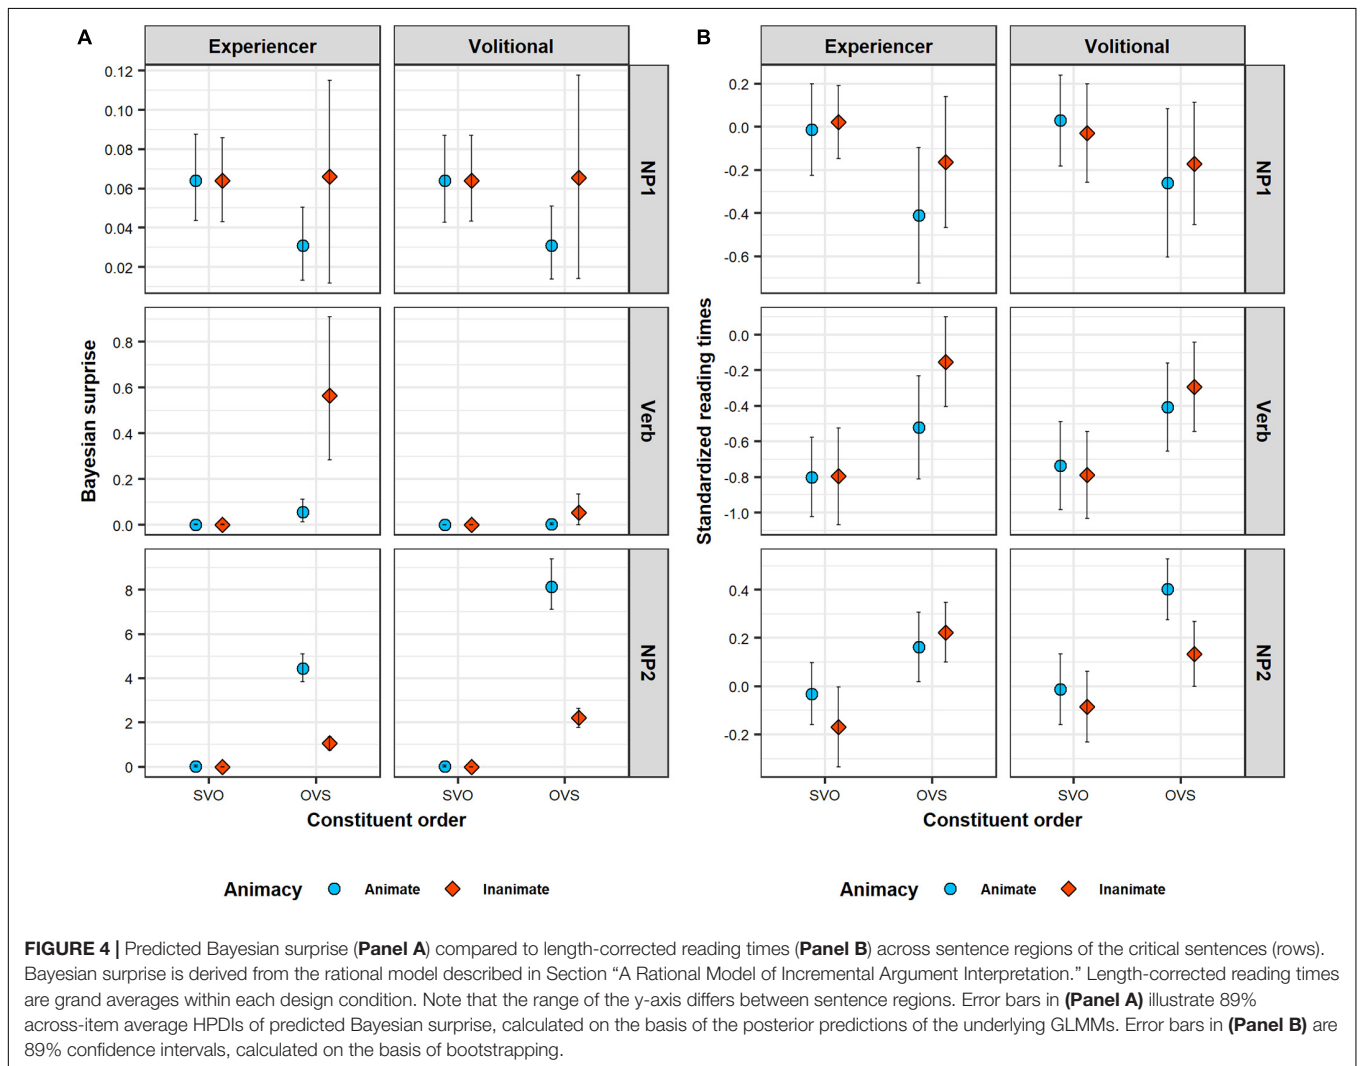 A
Experiencer
Volitional
0.12
0.10
0.08
0.06
0.04
0.02
NP1
0.8
0.6
0.4
0.2
0.0
Verb
8
6
4
2
0
NP2
Bayesian surprise
SVO
OVS
SVO
OVS
Constituent order
Animacy
Animate
Inanimate
B
Experiencer
Volitional
0.2
0.0
-0.2
-0.4
-0.6
NP1
0.0
-0.2
-0.4
-0.6
-0.8
-1.0
Verb
0.4
0.2
0.0
-0.2
NP2
Standardized reading times
SVO
OVS
SVO
OVS
Constituent order
Animacy
Animate
Inanimate
FIGURE 4 | Predicted Bayesian surprise (Panel A) compared to length-corrected reading times (Panel B) across sentence regions of the critical sentences (rows).
Bayesian surprise is derived from the rational model described in Section “A Rational Model of Incremental Argument Interpretation.” Length-corrected reading times
are grand averages within each design condition. Note that the range of the y-axis differs between sentence regions. Error bars in (Panel A) illustrate 89%
across-item average HPDIs of predicted Bayesian surprise, calculated on the basis of the posterior predictions of the underlying GLMMs. Error bars in (Panel B) are
89% confidence intervals, calculated on the basis of bootstrapping.